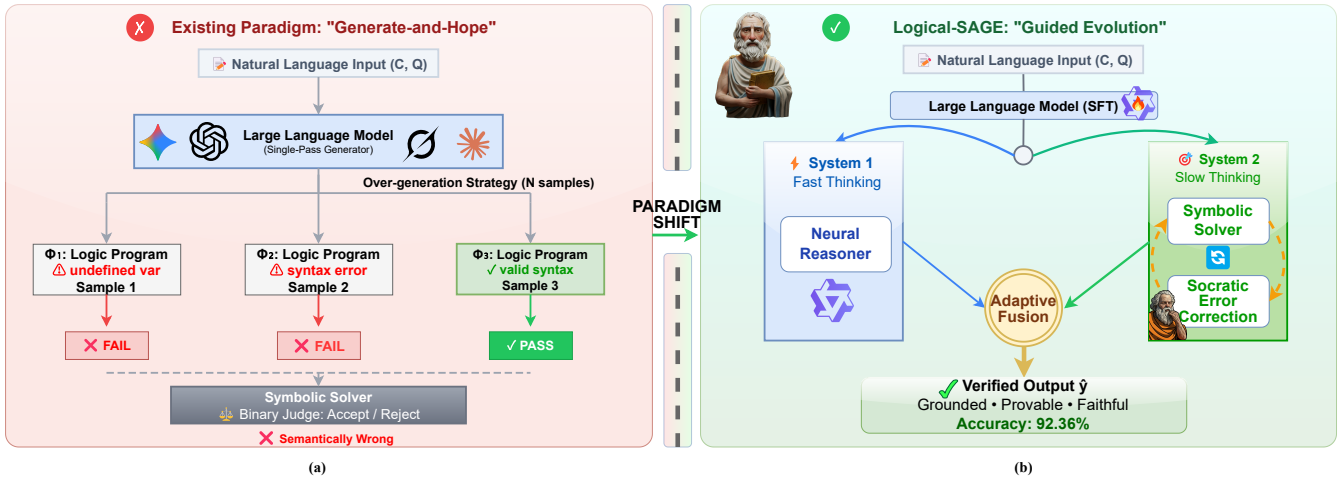 Existing Paradigm: "Generate-and-Hope"
Natural Language Input (C, Q)
Large Language Model
(Single-Pass Generator)
Over-generation Strategy (N samples)
Φ₁: Logic Program
undefined var
Sample 1
Φ₂: Logic Program
syntax error
Sample 2
Φ₃: Logic Program
✓ valid syntax
Sample 3
FAIL
FAIL
✓ PASS
Symbolic Solver
Binary Judge: Accept / Reject
Semantically Wrong
(a)
PARADIGM
SHIFT
Logical-SAGE: "Guided Evolution"
Natural Language Input (C, Q)
Large Language Model (SFT)
System 1
Fast Thinking
Neural
Reasoner
System 2
Slow Thinking
Symbolic
Solver
Socratic
Error
Correction
Adaptive
Fusion
Verified Output ŷ
Grounded • Provable • Faithful
Accuracy: 92.36%
(b)